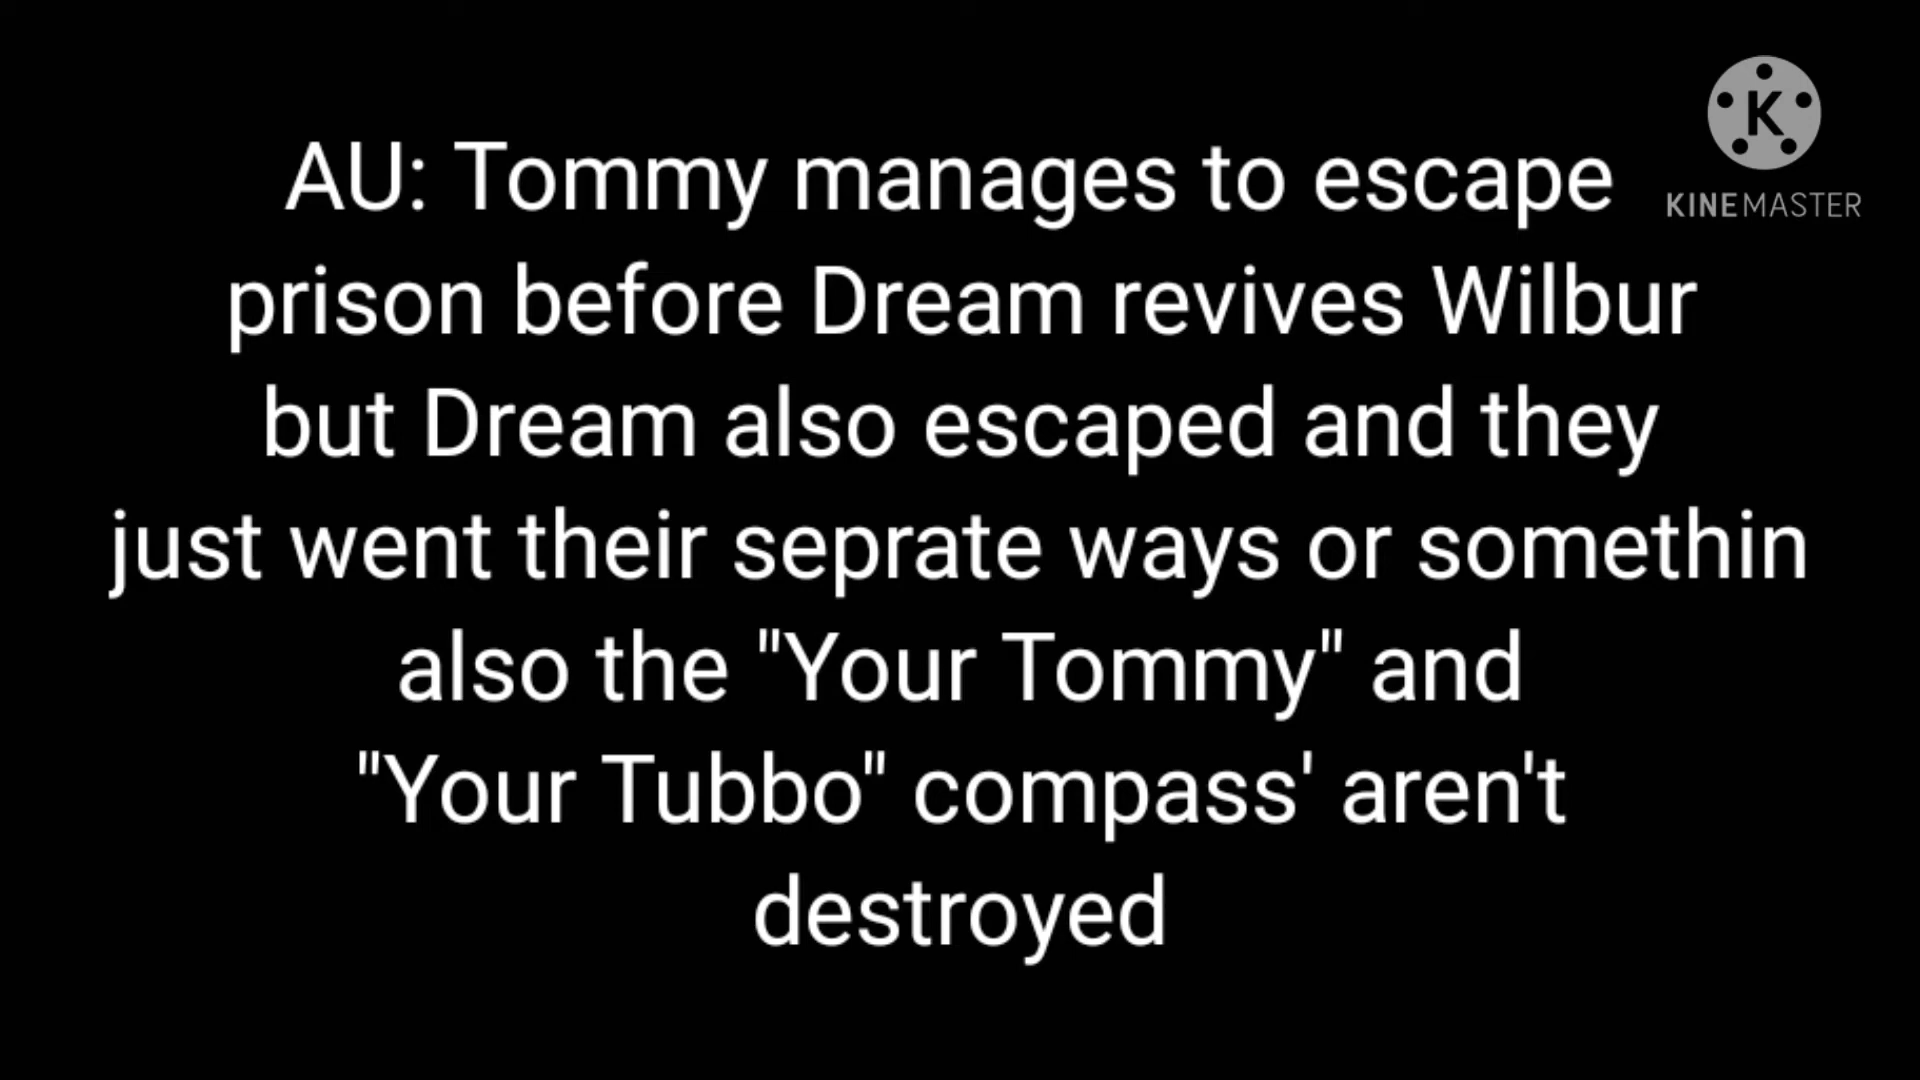 AU: Tommy manages to escape
prison before Dream revives Wilbur
but Dream also escaped and they
just went their seprate ways or somethin
also the "Your Tommy" and
"Your Tubbo" compass' aren't
destroyed
K
KINEMASTER